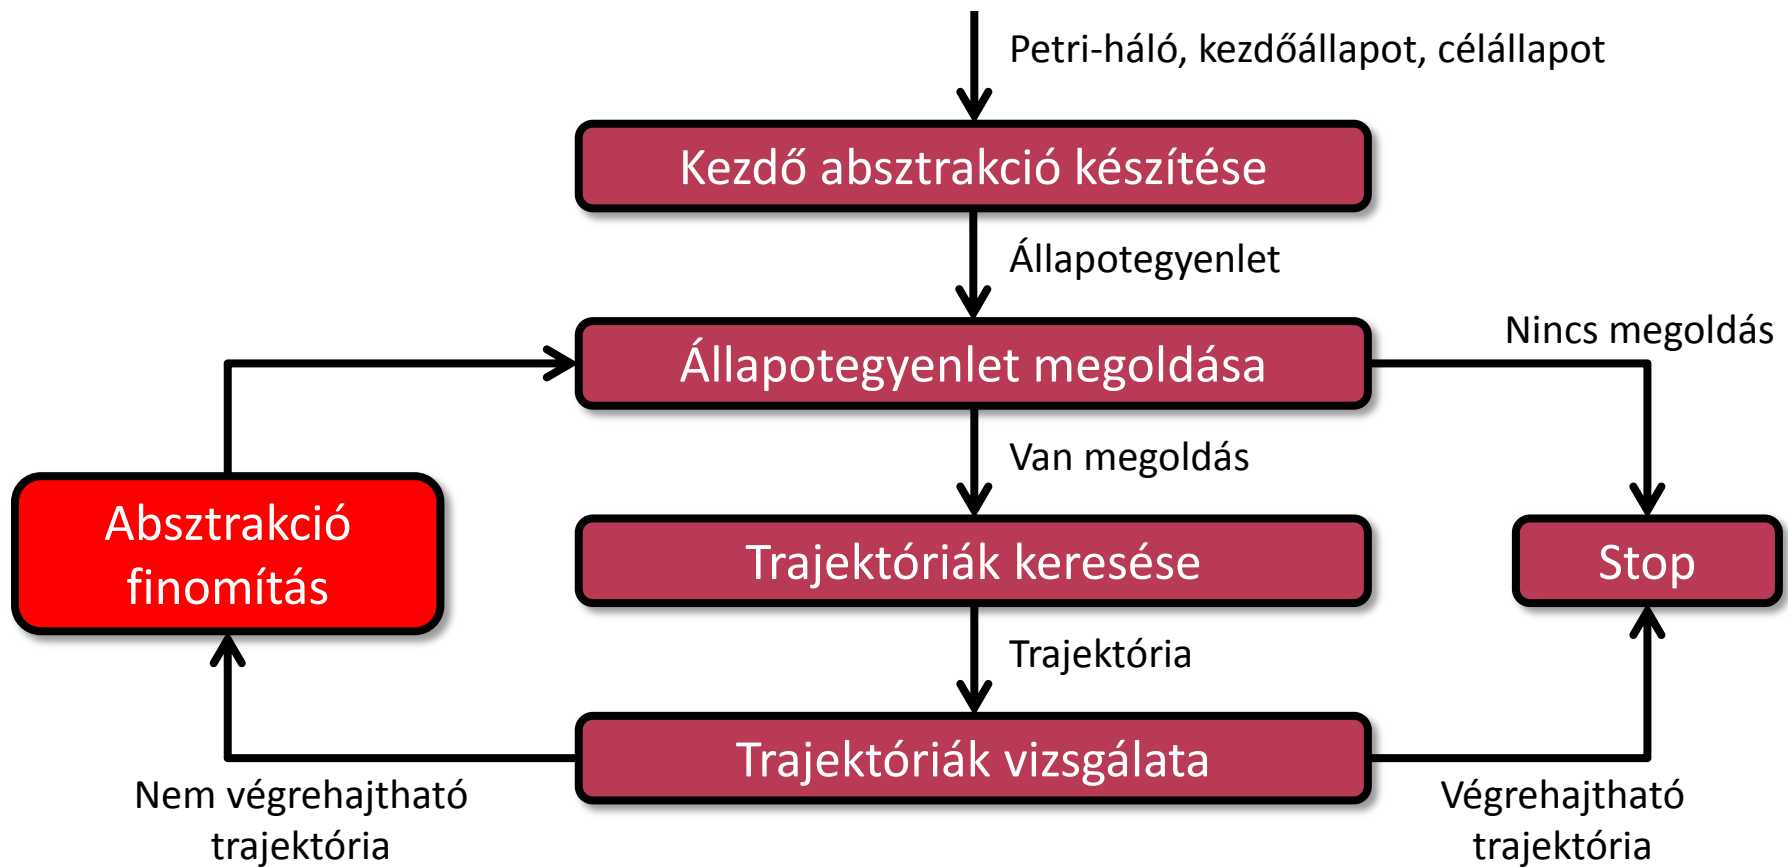 Petri-háló, kezdőállapot, célállapot
Kezdő absztrakció készítése
Állapotegyenlet
Nincs megoldás
Állapotegyenlet megoldása
Van megoldás
Absztrakció
finomítás
Trajektóriák keresése
Stop
Trajektória
Trajektóriák vizsgálata
Nem végrehajtható
trajektória
Végrehajtható
trajektória